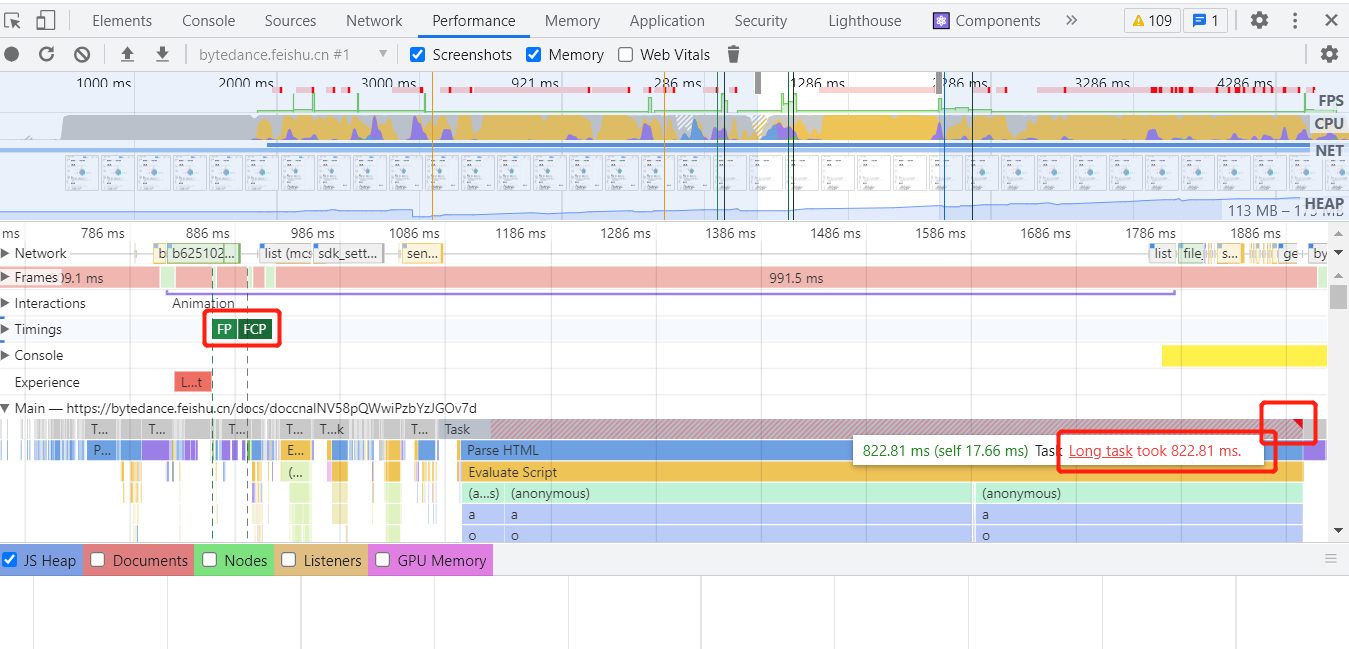 Elements Console Sources Network Performance Memory Application Security Lighthouse Components » 109 1
bytedance.feishu.cn #1 Screenshots Memory Web Vitals
1000 ms 2000 ms 3000 ms 921 ms 286 ms 1286 ms 2286 ms 3286 ms 4286 ms
FPS
CPU
NET
HEAP
113 MB – 175 MB
ms 786 ms 886 ms 986 ms 1086 ms 1186 ms 1286 ms 1386 ms 1486 ms 1586 ms 1686 ms 1786 ms 1886 ms
Network b b625102... list (mcs sdk_sett... sen... list file_ s... ge by
Frames 99.1 ms 991.5 ms
Interactions Animation
Timings FP FCP
Console
Experience L...t
Main — https://bytedance.feishu.cn/docs/doccnalNV58pQWwiPzbYzJGOv7d
T... T... T... T... T...k T... Task
P... E... Parse HTML 822.81 ms (self 17.66 ms) Task Long task took 822.81 ms.
(... Evaluate Script
(a...s) (anonymous) (anonymous)
a a a
o o o
JS Heap Documents Nodes Listeners GPU Memory